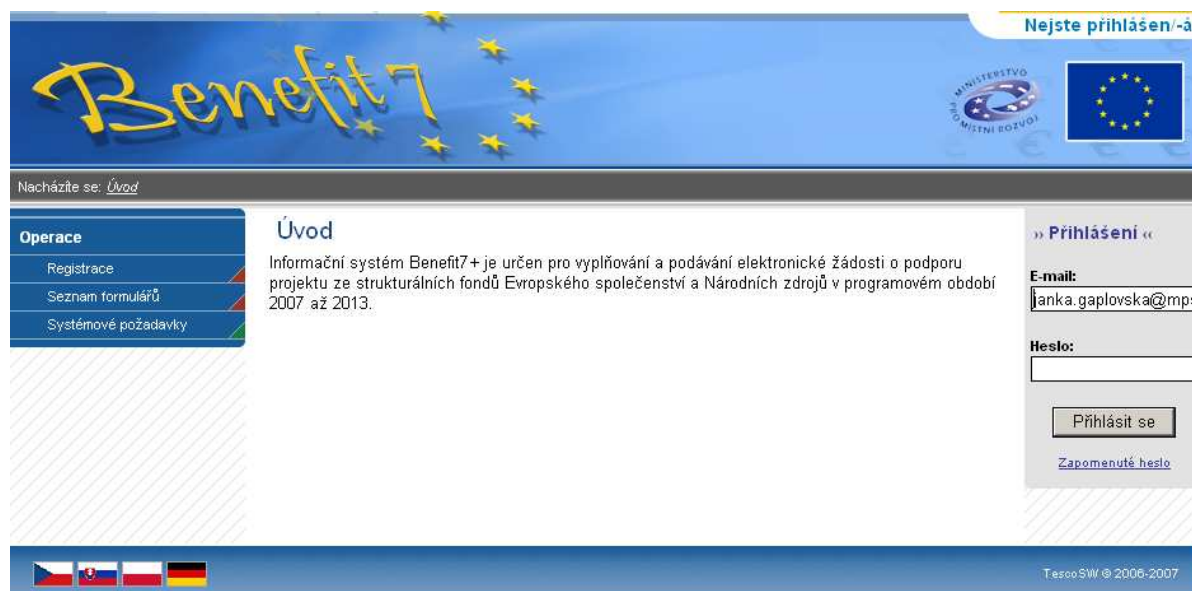 Nejste přihlášen/-á
Benefit7
MINISTERSTVO
PRO MÍSTNÍ ROZVOJ
Nacházíte se: Úvod
Operace
Registrace
Seznam formulářů
Systémové požadavky
Úvod
Informační systém Benefit7+ je určen pro vyplňování a podávání elektronické žádosti o podporu
projektu ze strukturálních fondů Evropského společenství a Národních zdrojů v programovém období
2007 až 2013.
» Přihlášení «
E-mail:
janka.gaplovska@mps
Heslo:
Přihlásit se
Zapomenuté heslo
TescoSW © 2006-2007